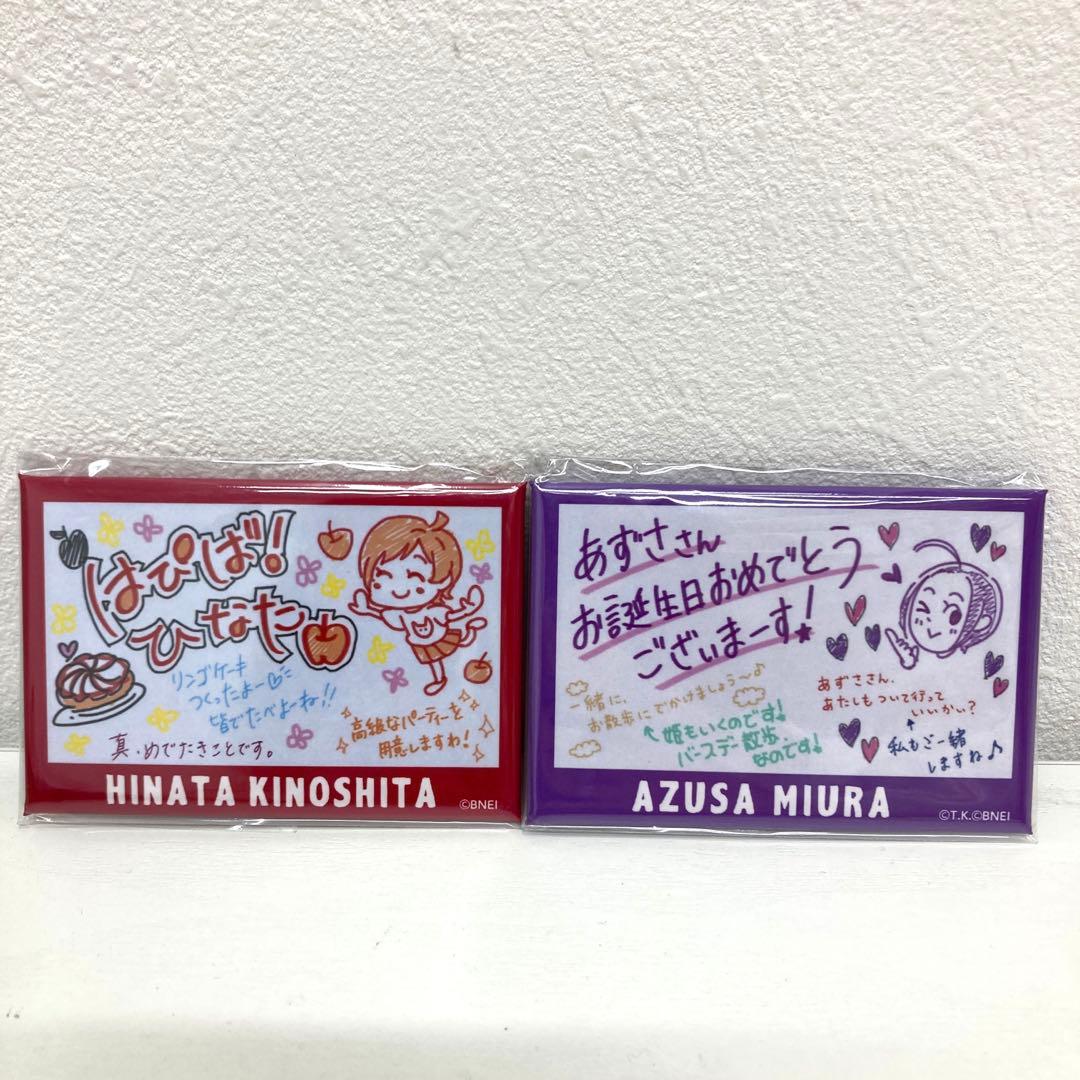 はぴば!
ひなた
リンゴケーキ
つくったよー
皆でたべよーね!!
高級なパーティーを
用意しますわ!
真、めでたきことです。
HINATA KINOSHITA
©BNEI
あずささん
お誕生日おめでとう
ございまーす!
一緒に、
お散歩にでかけましょう〜♪
←姫もいくのです!
バースデー散歩、
なのです!
あずささん、
あたしもついて行って
いいかい?
↑
私もご一緒
しますね♪
AZUSA MIURA
©T.K.©BNEI